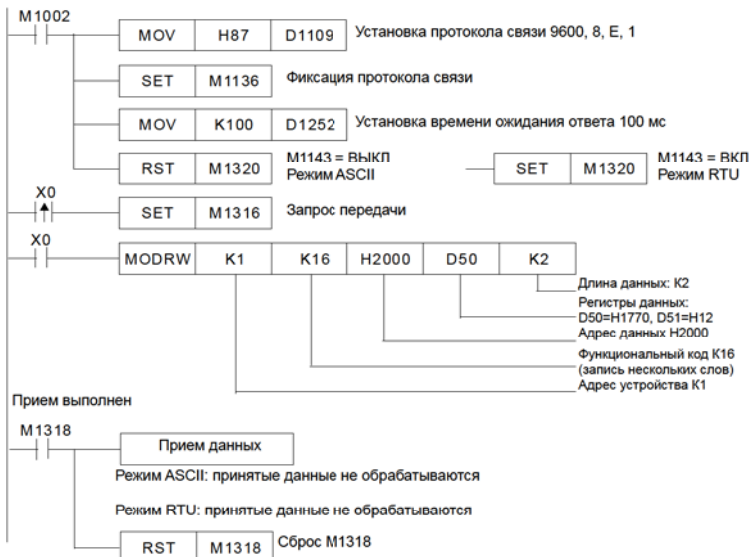 M1002
MOV H87 D1109 Установка протокола связи 9600, 8, E, 1
SET M1136 Фиксация протокола связи
MOV K100 D1252 Установка времени ожидания ответа 100 мс
RST M1320 M1143 = ВЫКЛ
Режим ASCII
SET M1320 M1143 = ВКЛ
Режим RTU
X0
SET M1316 Запрос передачи
X0
MODRW K1 K16 H2000 D50 K2
Длина данных: K2
Регистры данных:
D50=H1770, D51=H12
Адрес данных H2000
Функциональный код K16
(запись нескольких слов)
Адрес устройства K1
Прием выполнен
M1318
Прием данных
Режим ASCII: принятые данные не обрабатываются
Режим RTU: принятые данные не обрабатываются
RST M1318 Сброс M1318